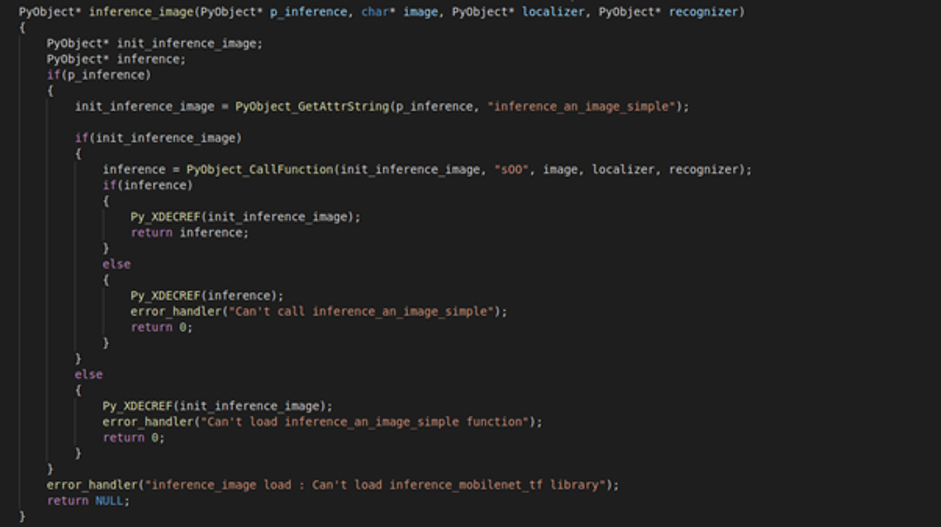 PyObject* inference_image(PyObject* p_inference, char* image, PyObject* localizer, PyObject* recognizer)
{
    PyObject* init_inference_image;
    PyObject* inference;
    if(p_inference)
    {
        init_inference_image = PyObject_GetAttrString(p_inference, "inference_an_image_simple");
        if(init_inference_image)
        {
            inference = PyObject_CallFunction(init_inference_image, "sOO", image, localizer, recognizer);
            if(inference)
            {
                Py_XDECREF(init_inference_image);
                return inference;
            }
            else
            {
                Py_XDECREF(inference);
                error_handler("Can't call inference_an_image_simple");
                return 0;
            }
        }
        else
        {
            Py_XDECREF(init_inference_image);
            error_handler("Can't load inference_an_image_simple function");
            return 0;
        }
    }
    error_handler("inference_image load : Can't load inference_mobilenet_tf library");
    return NULL;
}